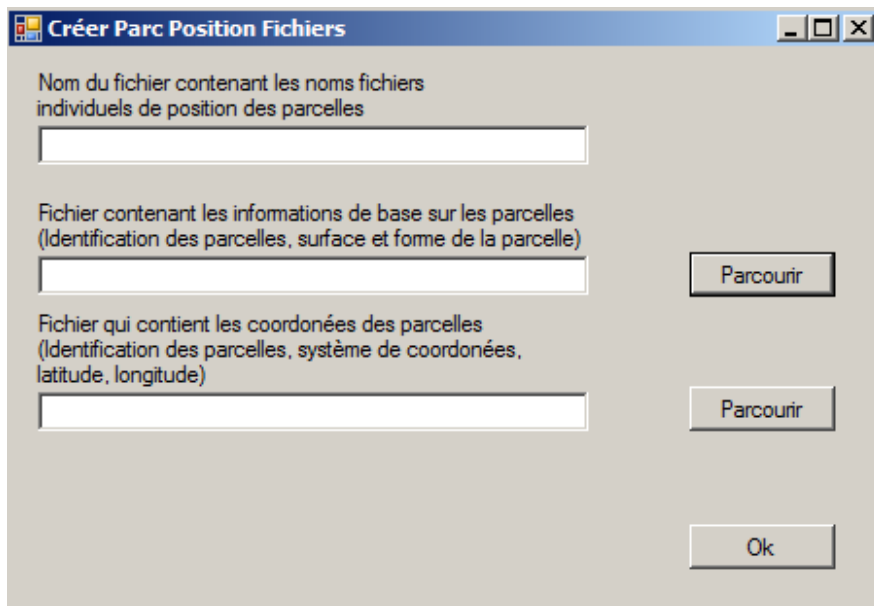 Créer Parc Position Fichiers
Nom du fichier contenant les noms fichiers
individuels de position des parcelles
Fichier contenant les informations de base sur les parcelles
(Identification des parcelles, surface et forme de la parcelle)
Parcourir
Fichier qui contient les coordonées des parcelles
(Identification des parcelles, système de coordonées,
latitude, longitude)
Parcourir
Ok